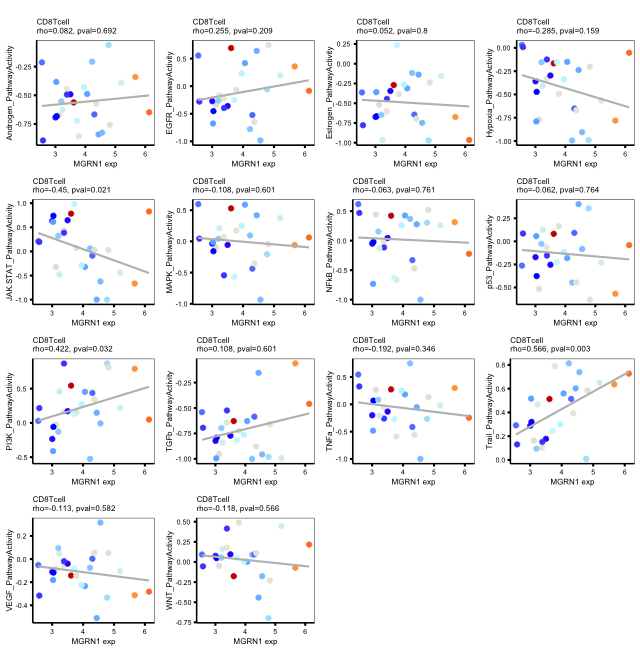 CD8Tcell
rho=0.082, pval=0.692
Androgen_PathwayActivity
-0.25
-0.50
-0.75
3
4
5
6
MGRN1 exp
CD8Tcell
rho=0.255, pval=0.209
EGFR_PathwayActivity
0.5
0.0
-0.5
-1.0
3
4
5
6
MGRN1 exp
CD8Tcell
rho=0.052, pval=0.8
Estrogen_PathwayActivity
0.25
0.00
-0.25
-0.50
-0.75
-1.00
3
4
5
6
MGRN1 exp
CD8Tcell
rho=-0.285, pval=0.159
Hypoxia_PathwayActivity
0.00
-0.25
-0.50
-0.75
-1.00
3
4
5
6
MGRN1 exp
CD8Tcell
rho=-0.45, pval=0.021
JAK-STAT_PathwayActivity
1.0
0.5
0.0
-0.5
-1.0
3
4
5
6
MGRN1 exp
CD8Tcell
rho=-0.108, pval=0.601
MAPK_PathwayActivity
0.5
0.0
-0.5
-1.0
3
4
5
6
MGRN1 exp
CD8Tcell
rho=-0.063, pval=0.761
NFkB_PathwayActivity
0.5
0.0
-0.5
-1.0
3
4
5
6
MGRN1 exp
CD8Tcell
rho=-0.062, pval=0.764
p53_PathwayActivity
0.25
0.00
-0.25
-0.50
3
4
5
6
MGRN1 exp
CD8Tcell
rho=0.422, pval=0.032
PI3K_PathwayActivity
0.5
0.0
-0.5
3
4
5
6
MGRN1 exp
CD8Tcell
rho=0.108, pval=0.601
TGFb_PathwayActivity
-0.25
-0.50
-0.75
-1.00
3
4
5
6
MGRN1 exp
CD8Tcell
rho=-0.192, pval=0.346
TNFa_PathwayActivity
0.5
0.0
-0.5
-1.0
3
4
5
6
MGRN1 exp
CD8Tcell
rho=0.566, pval=0.003
Trail_PathwayActivity
0.8
0.6
0.4
0.2
0.0
3
4
5
6
MGRN1 exp
CD8Tcell
rho=-0.113, pval=0.582
VEGF_PathwayActivity
0.2
0.0
-0.2
-0.4
3
4
5
6
MGRN1 exp
CD8Tcell
rho=-0.118, pval=0.566
WNT_PathwayActivity
0.50
0.25
0.00
-0.25
-0.50
-0.75
3
4
5
6
MGRN1 exp